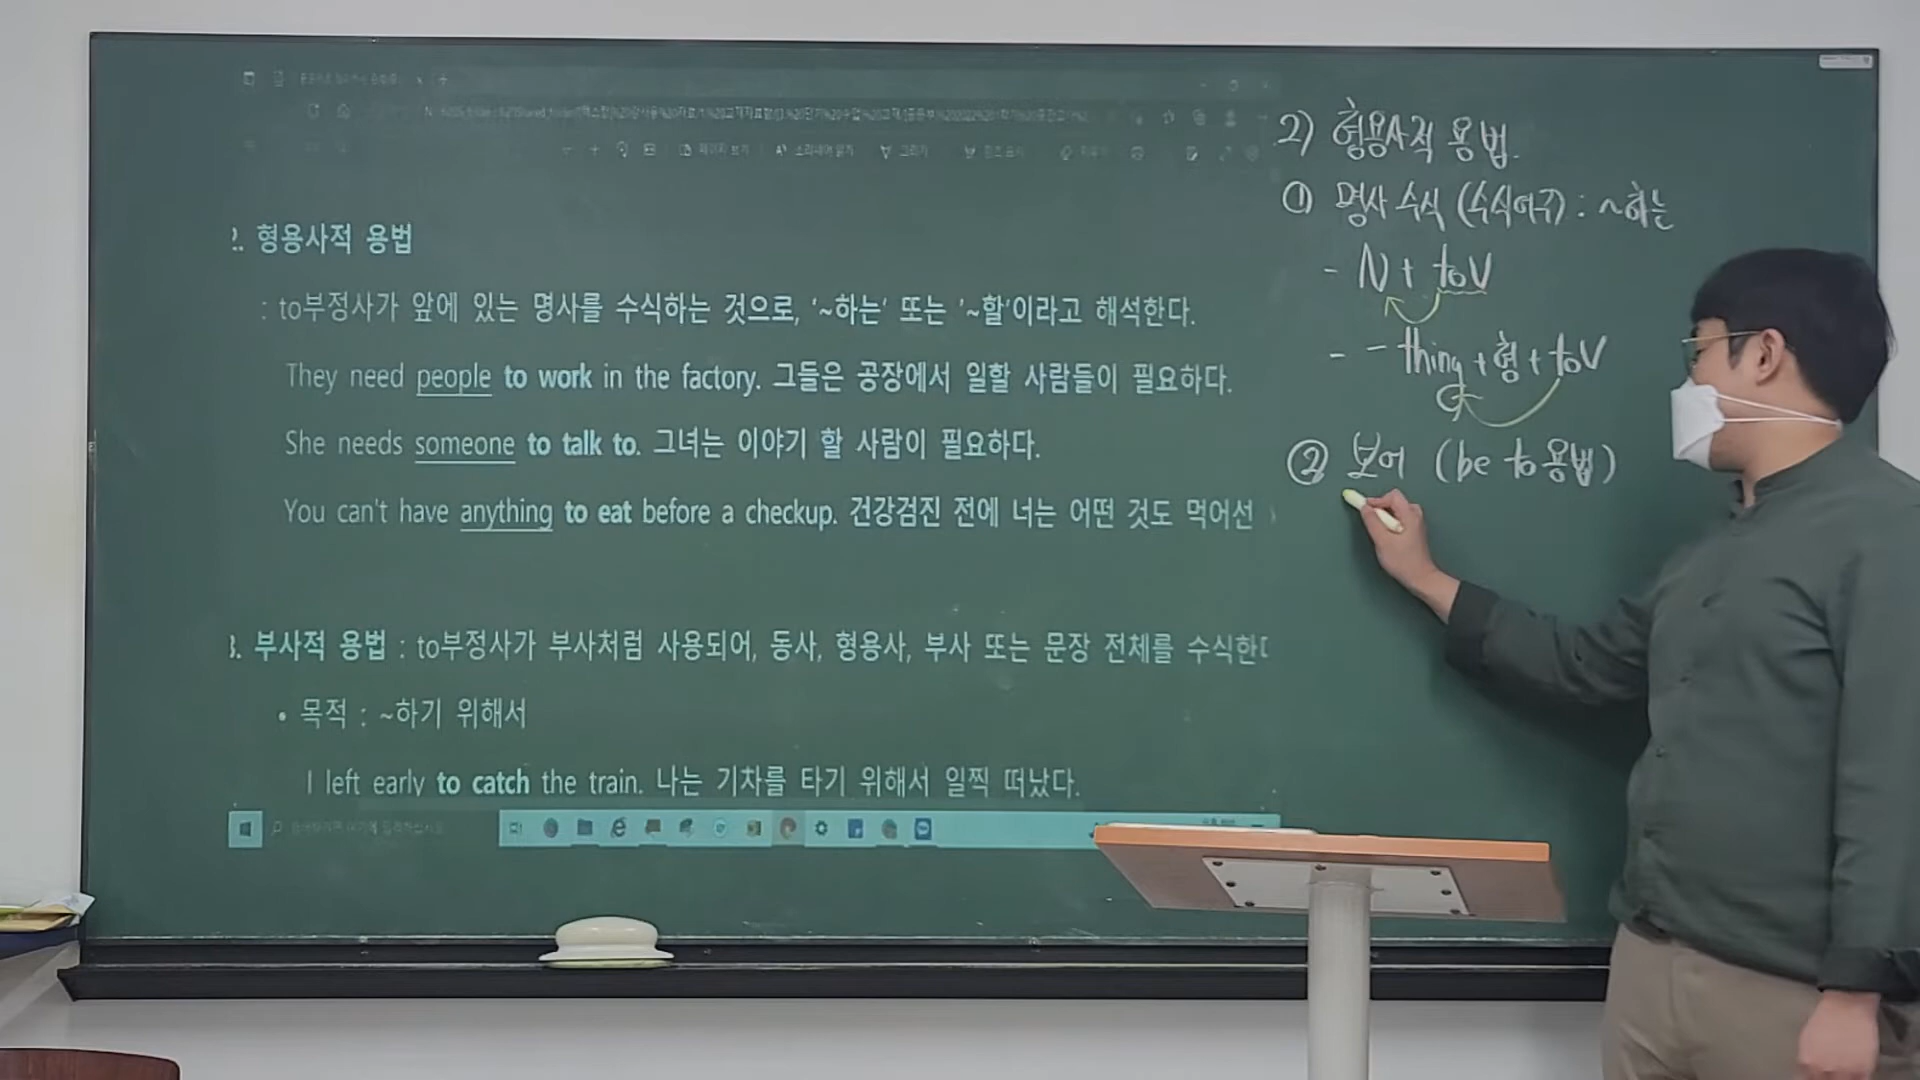 2. 형용사적 용법
: to부정사가 앞에 있는 명사를 수식하는 것으로, '~하는' 또는 '~할'이라고 해석한다.
They need people to work in the factory. 그들은 공장에서 일할 사람들이 필요하다.
She needs someone to talk to. 그녀는 이야기 할 사람이 필요하다.
You can't have anything to eat before a checkup. 건강검진 전에 너는 어떤 것도 먹어선
3. 부사적 용법 : to부정사가 부사처럼 사용되어, 동사, 형용사, 부사 또는 문장 전체를 수식한다
• 목적 : ~하기 위해서
I left early to catch the train. 나는 기차를 타기 위해서 일찍 떠났다.
2) 형용사적 용법.
① 명사 수식 (수식어구) : ~하는
- N + to V
- -thing + 형 + to V
② 보어 (be to 용법)